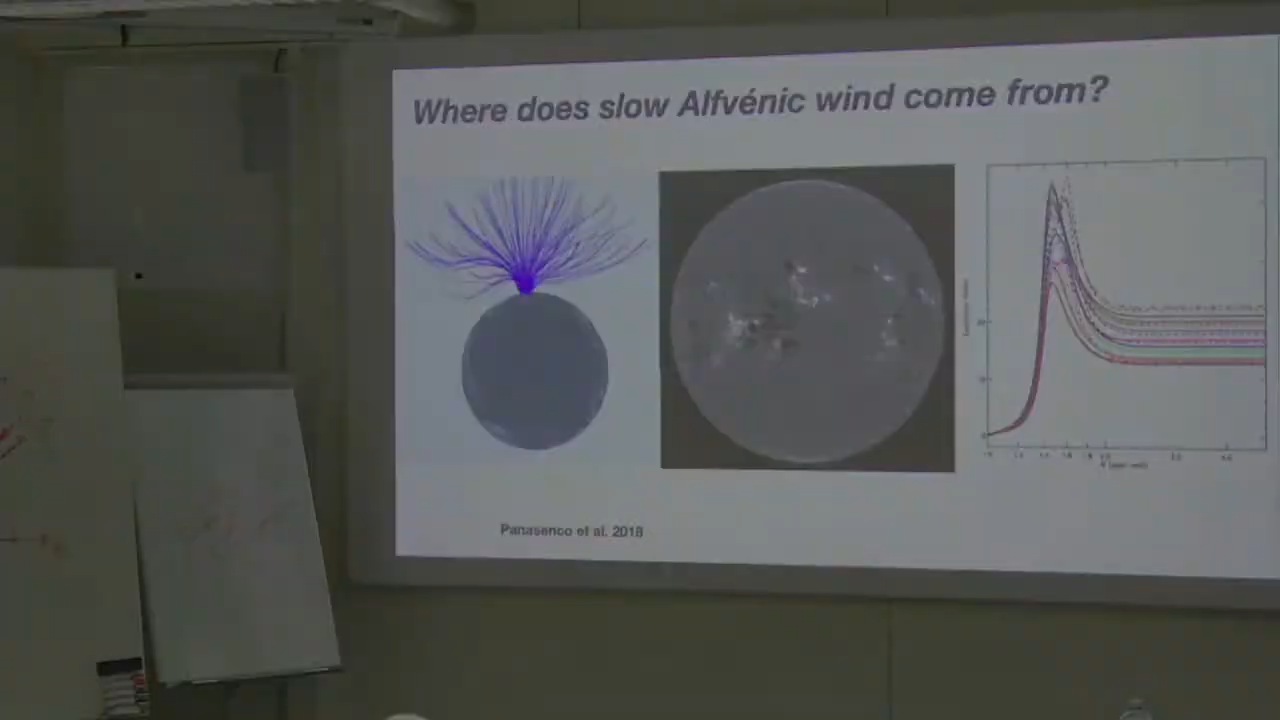 Where does slow Alfvénic wind come from?
Panasenco et al. 2018